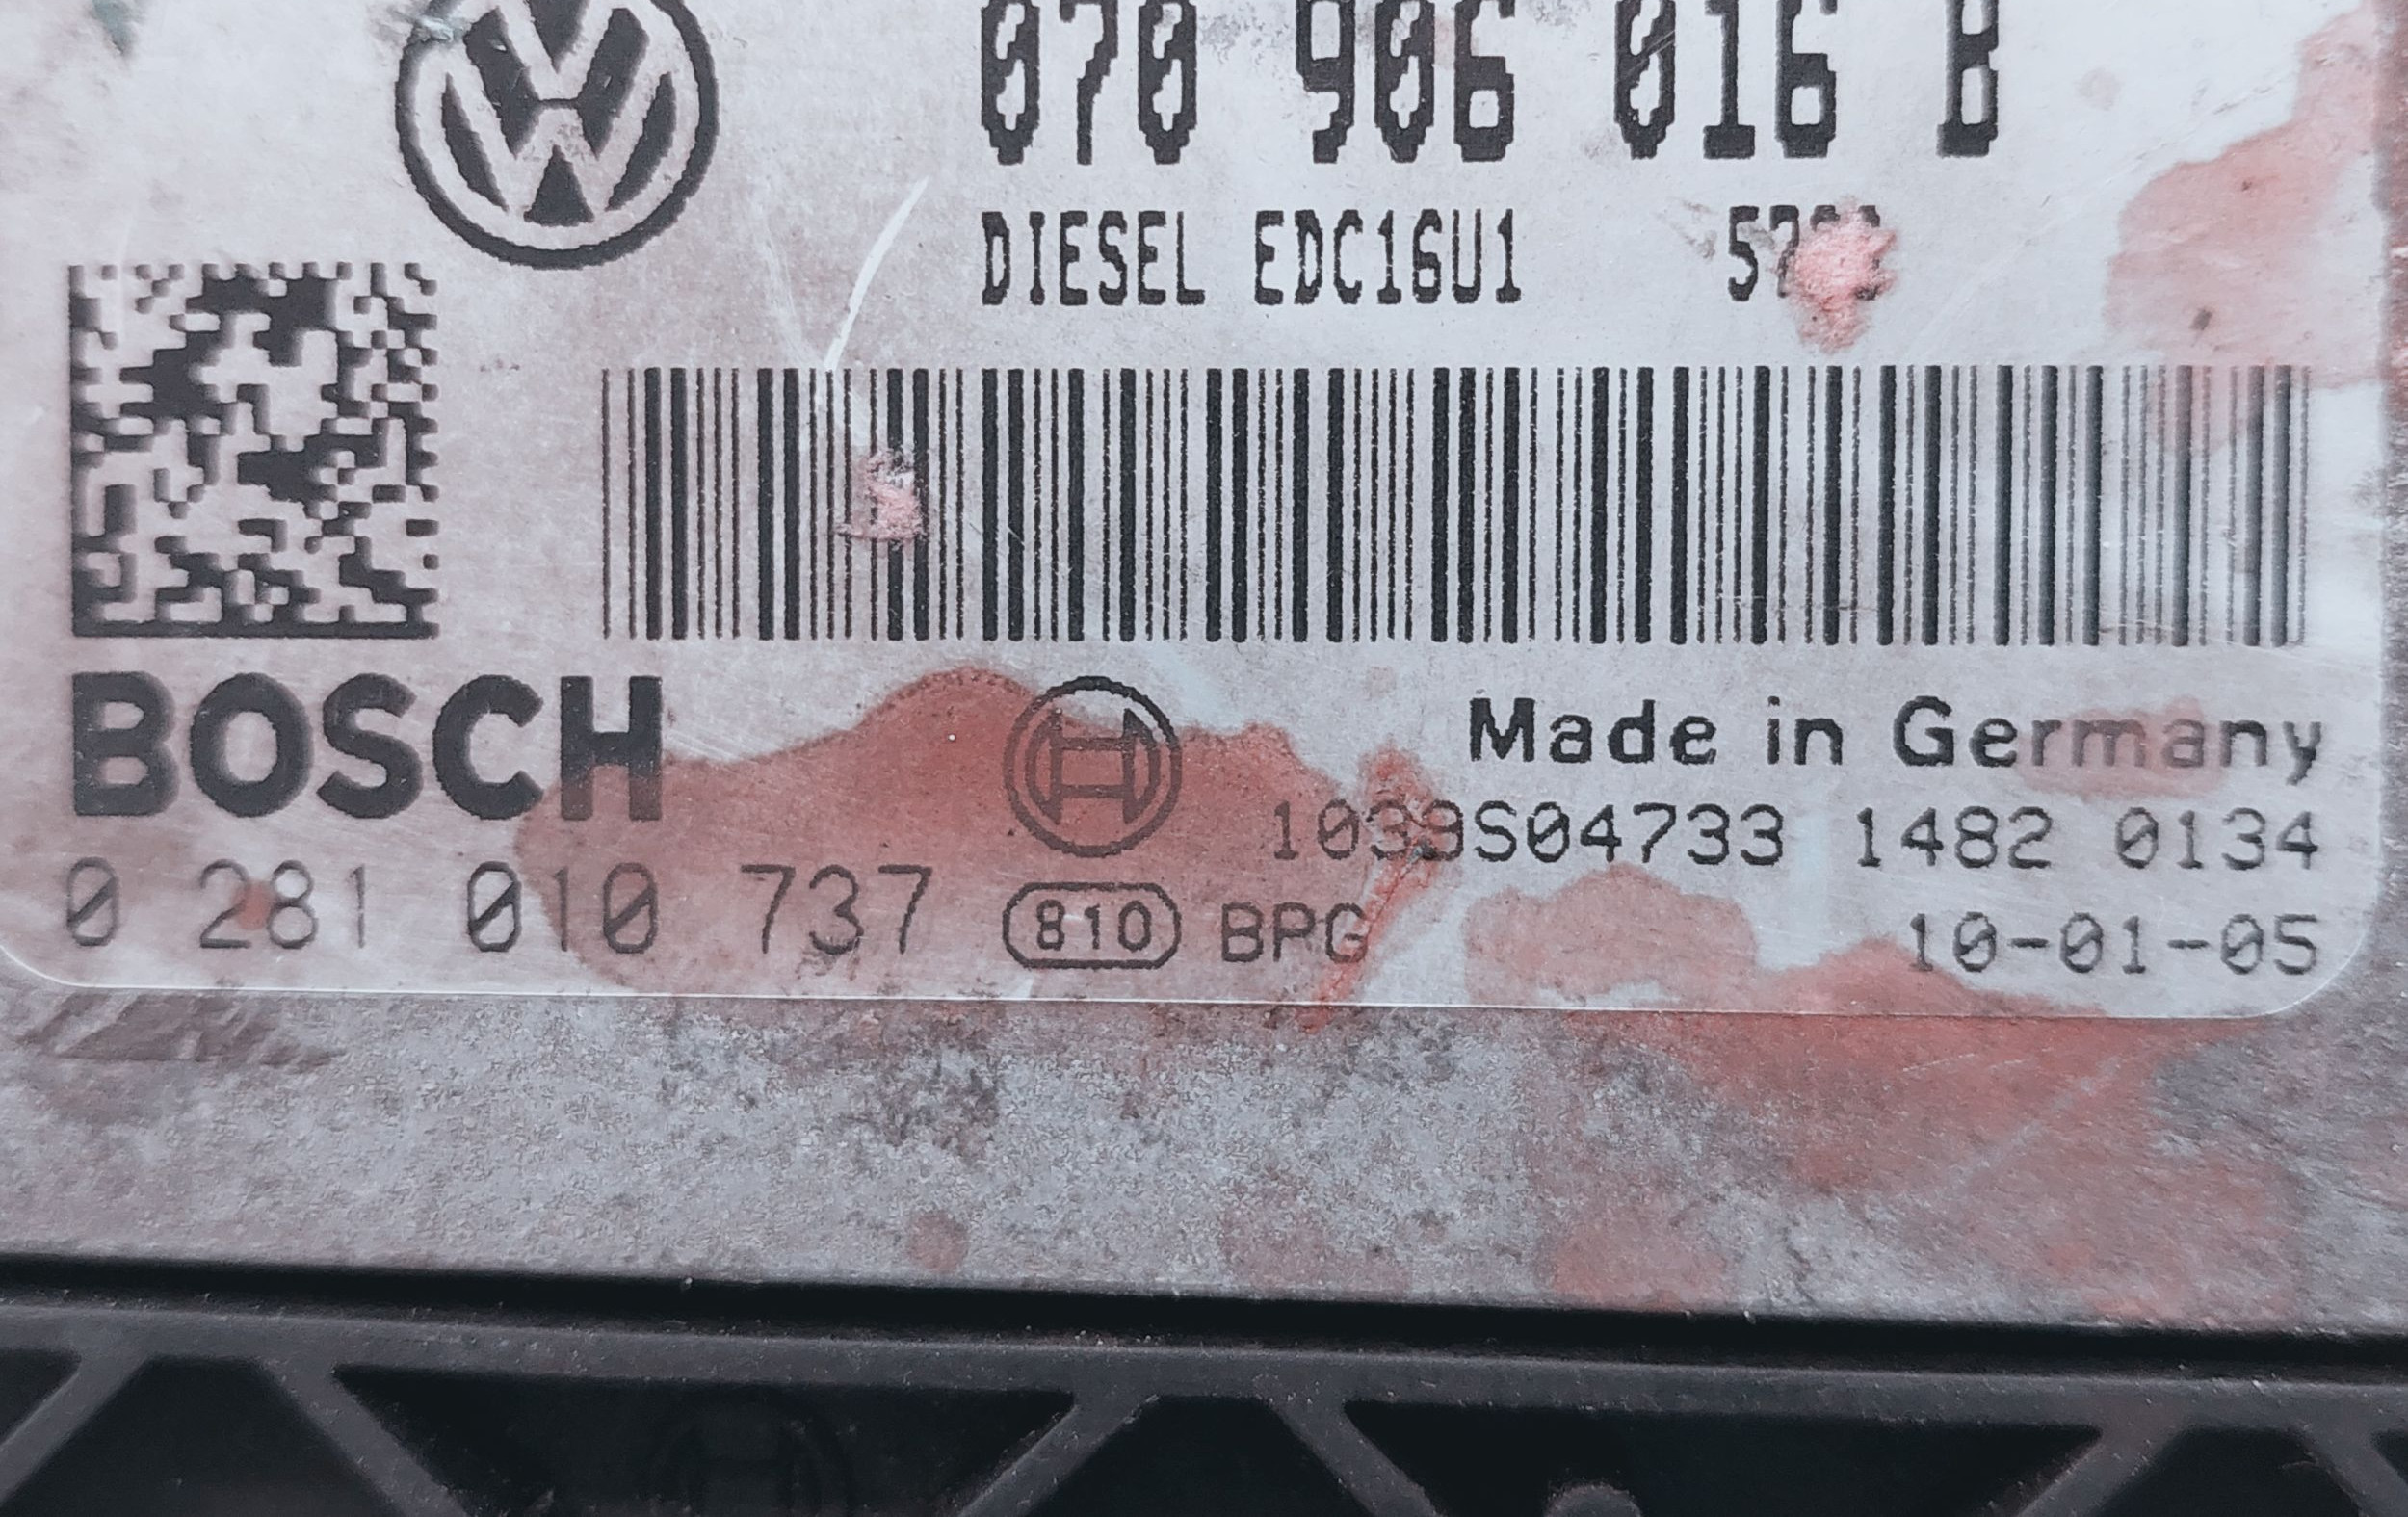 070 906 016 B
DIESEL EDC16U1
BOSCH
Made in Germany
1039S04733 1482 0134
0 281 010 737 810 BPG
10-01-05